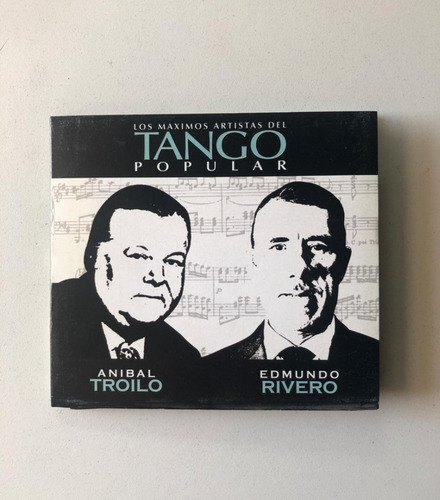 LOS MAXIMOS ARTISTAS DEL
TANGO
POPULAR
ANIBAL
TROILO
EDMUNDO
RIVERO